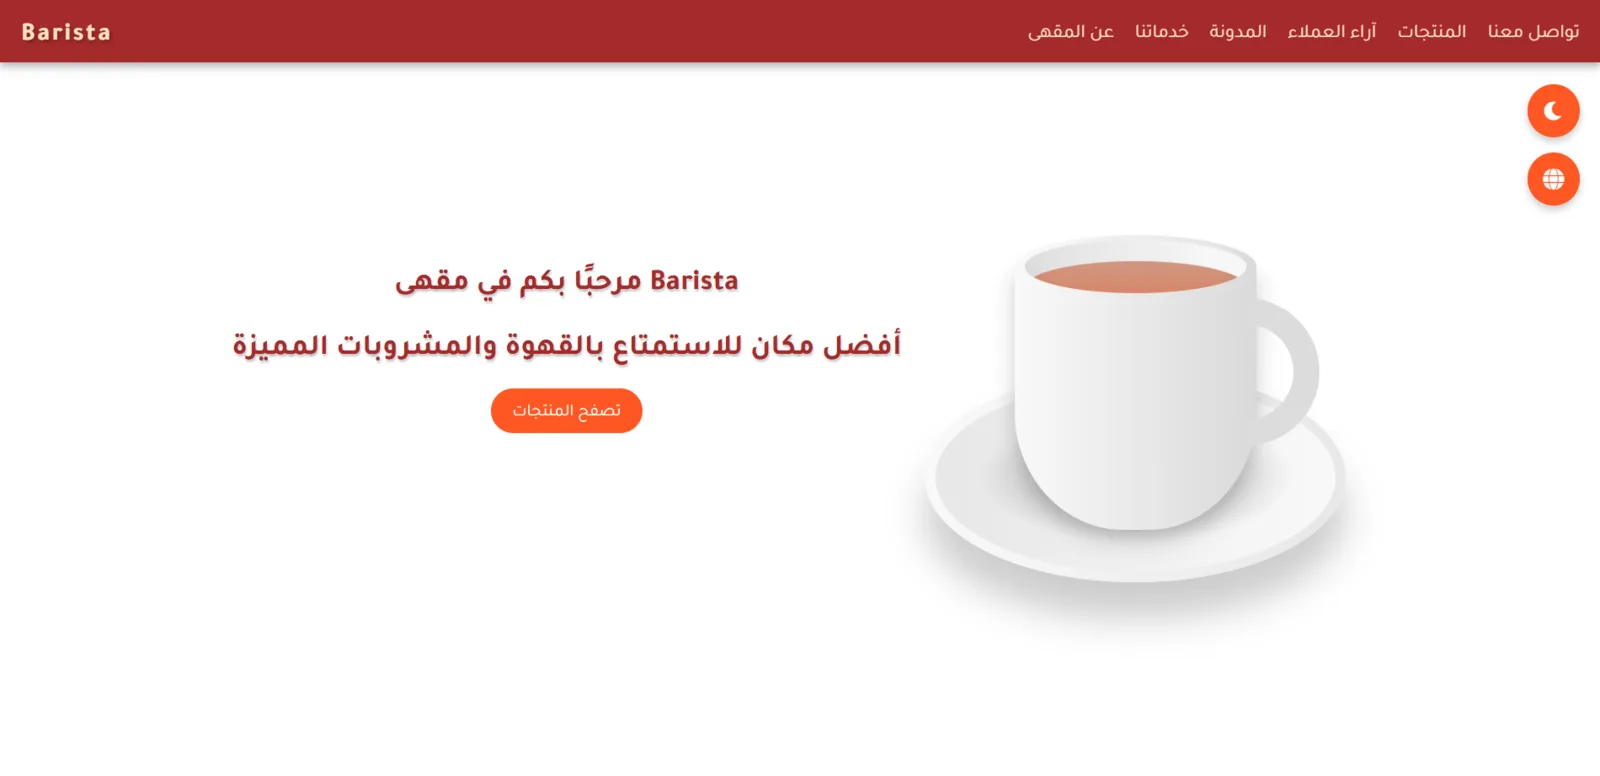 Barista
عن المقهى
خدماتنا
المدونة
آراء العملاء
المنتجات
تواصل معنا
مرحبًا بكم في مقهى Barista
أفضل مكان للاستمتاع بالقهوة والمشروبات المميزة
تصفح المنتجات